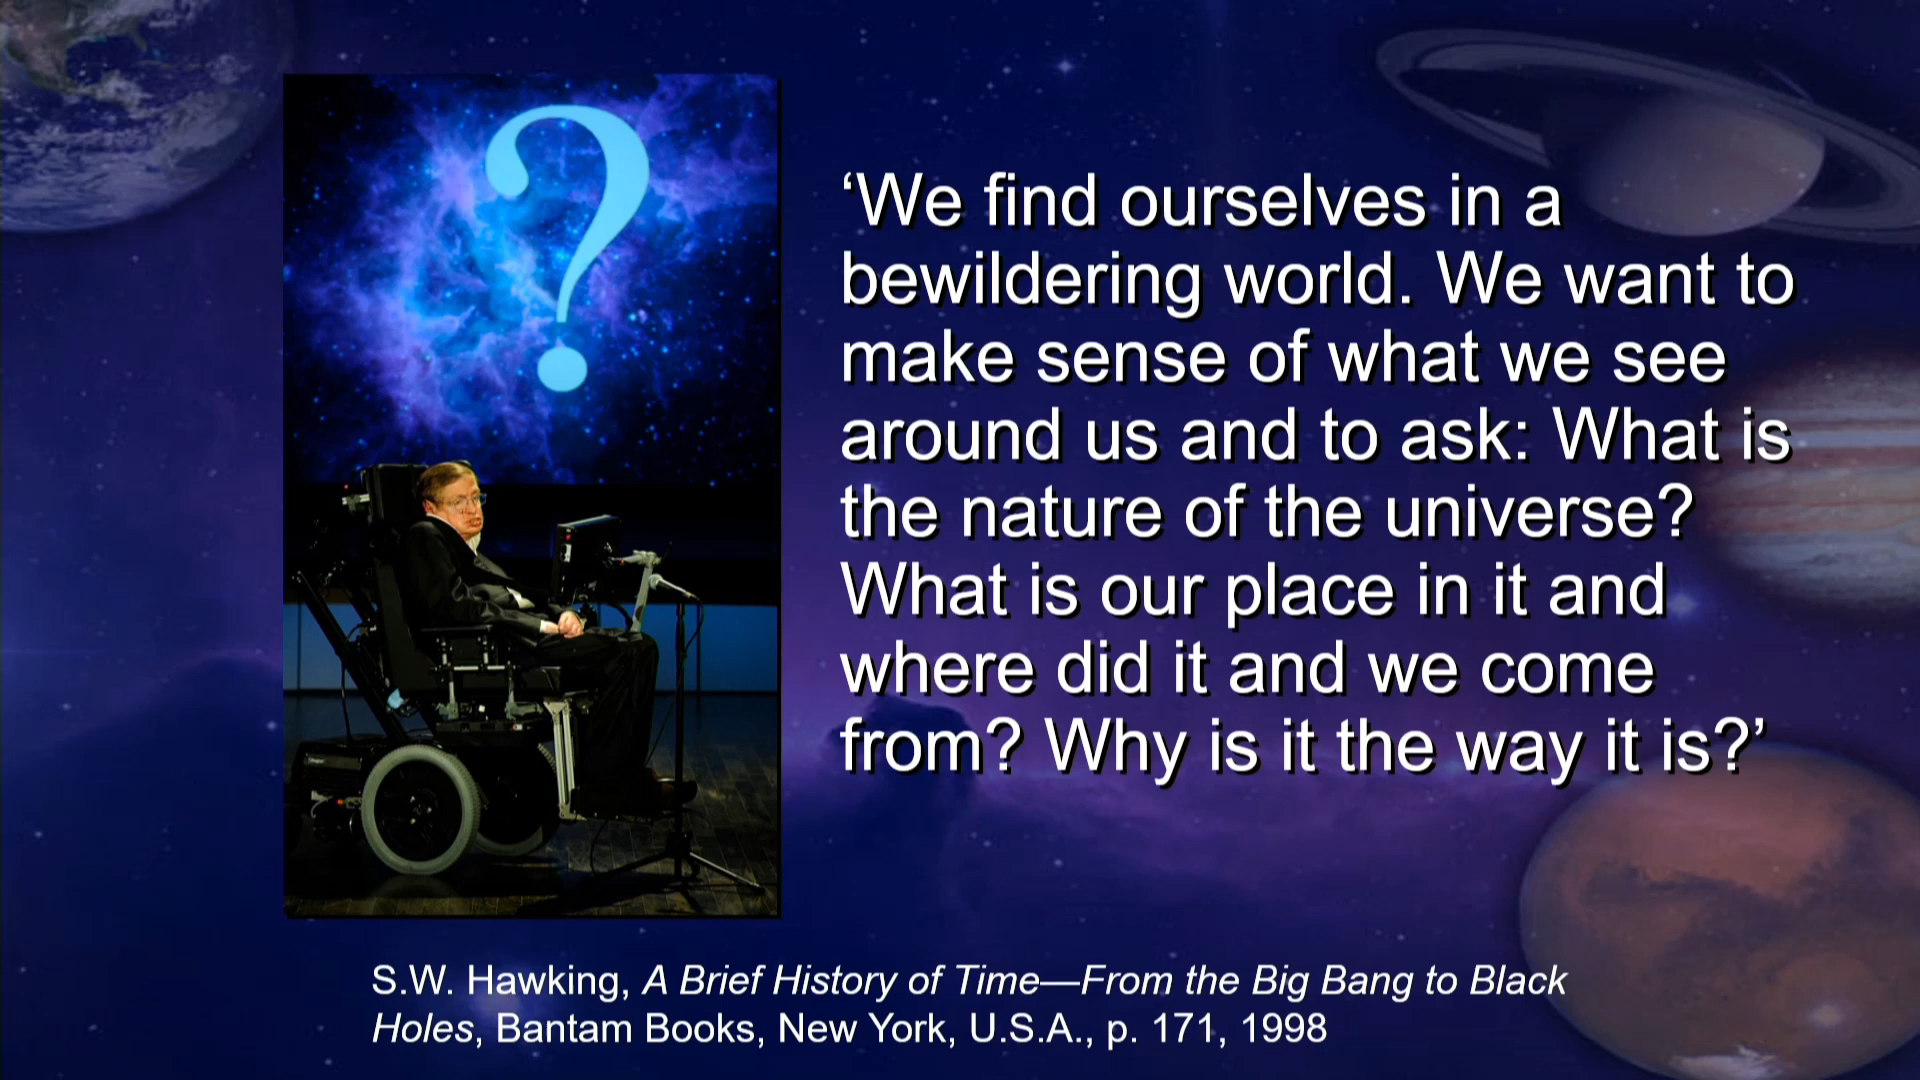 ?
‘We find ourselves in a
bewildering world. We want to
make sense of what we see
around us and to ask: What is
the nature of the universe?
What is our place in it and
where did it and we come
from? Why is it the way it is?’
S.W. Hawking, A Brief History of Time—From the Big Bang to Black
Holes, Bantam Books, New York, U.S.A., p. 171, 1998